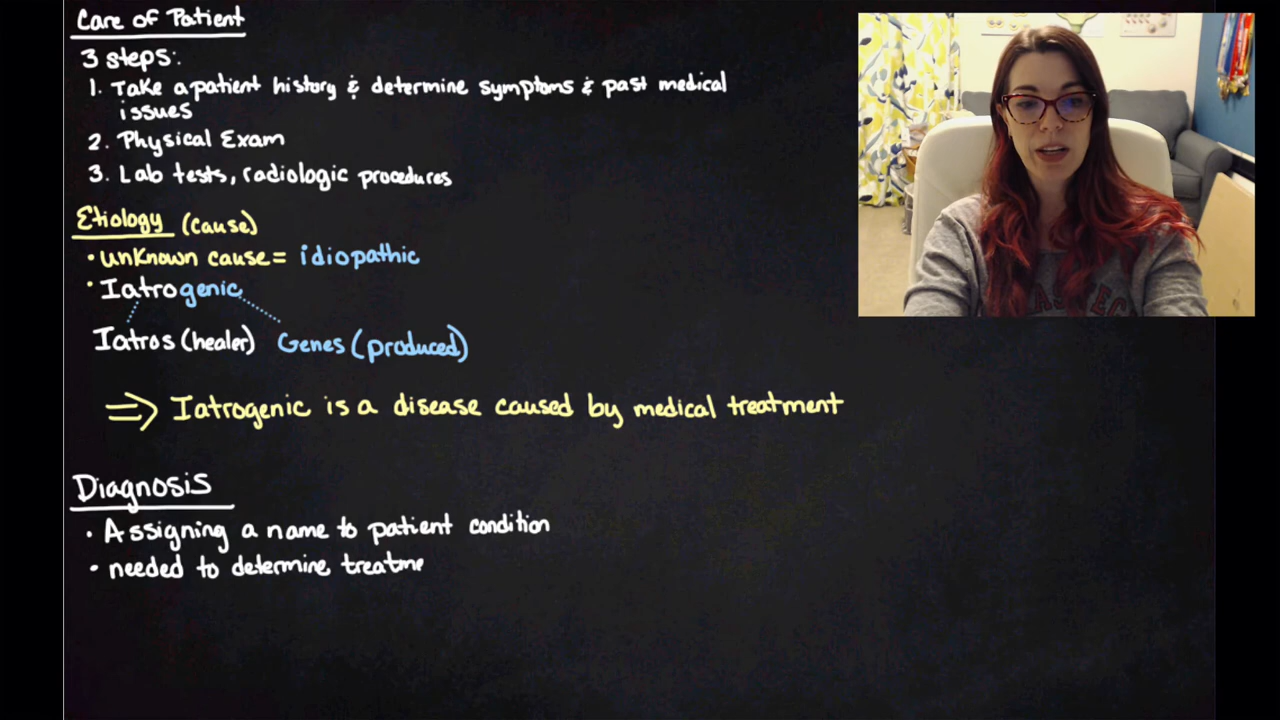 Care of Patient
3 steps:
1. Take a patient history & determine symptoms & past medical
issues
2. Physical Exam
3. Lab tests, radiologic procedures
Etiology (cause)
• unknown cause = idiopathic
• Iatrogenic
Iatros (healer) Genes (produced)
⇒ Iatrogenic is a disease caused by medical treatment
Diagnosis
• Assigning a name to patient condition
• needed to determine treatme